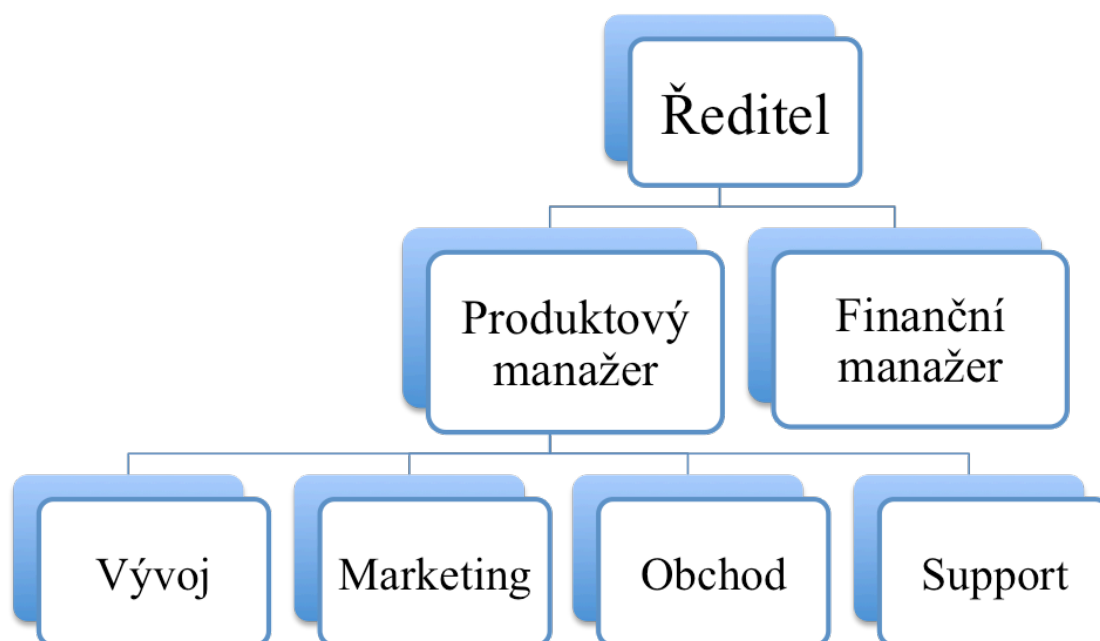 Ředitel
Produktový
manažer
Finanční
manažer
Vývoj
Marketing
Obchod
Support